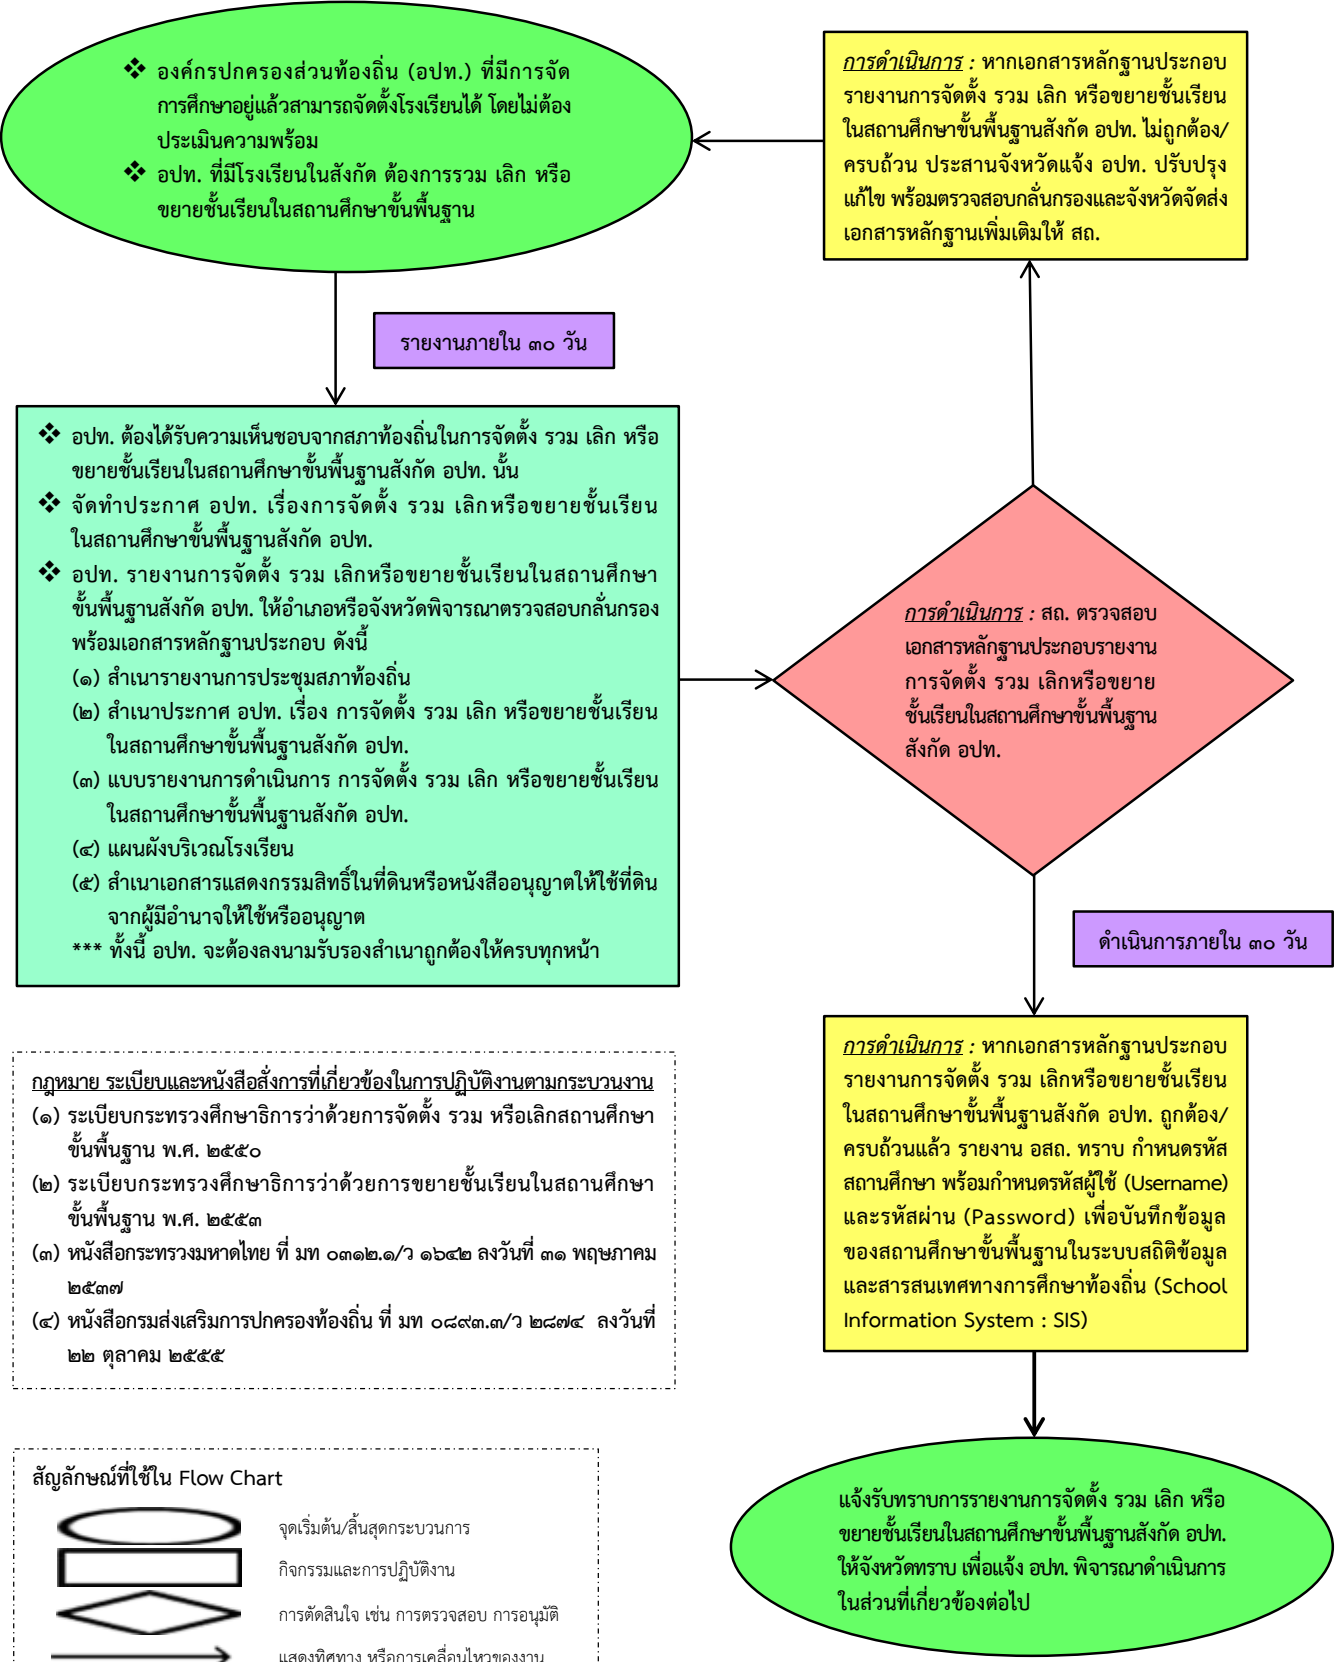 ❖ องค์กรปกครองส่วนท้องถิ่น (อปท.) ที่มีการจัด
การศึกษาอยู่แล้วสามารถจัดตั้งโรงเรียนได้ โดยไม่ต้อง
ประเมินความพร้อม
❖ อปท. ที่มีโรงเรียนในสังกัด ต้องการรวม เลิก หรือ
ขยายชั้นเรียนในสถานศึกษาขั้นพื้นฐาน
รายงานภายใน ๓๐ วัน
❖ อปท. ต้องได้รับความเห็นชอบจากสภาท้องถิ่นในการจัดตั้ง รวม เลิก หรือ
ขยายชั้นเรียนในสถานศึกษาขั้นพื้นฐานสังกัด อปท. นั้น
❖ จัดทำประกาศ อปท. เรื่องการจัดตั้ง รวม เลิกหรือขยายชั้นเรียน
ในสถานศึกษาขั้นพื้นฐานสังกัด อปท.
❖ อปท. รายงานการจัดตั้ง รวม เลิกหรือขยายชั้นเรียนในสถานศึกษา
ขั้นพื้นฐานสังกัด อปท. ให้อำเภอหรือจังหวัดพิจารณาตรวจสอบกลั่นกรอง
พร้อมเอกสารหลักฐานประกอบ ดังนี้
(๑) สำเนารายงานการประชุมสภาท้องถิ่น
(๒) สำเนาประกาศ อปท. เรื่อง การจัดตั้ง รวม เลิก หรือขยายชั้นเรียน
ในสถานศึกษาขั้นพื้นฐานสังกัด อปท.
(๓) แบบรายงานการดำเนินการ การจัดตั้ง รวม เลิก หรือขยายชั้นเรียน
ในสถานศึกษาขั้นพื้นฐานสังกัด อปท.
(๔) แผนผังบริเวณโรงเรียน
(๕) สำเนาเอกสารแสดงกรรมสิทธิ์ในที่ดินหรือหนังสืออนุญาตให้ใช้ที่ดิน
จากผู้มีอำนาจให้ใช้หรืออนุญาต
*** ทั้งนี้ อปท. จะต้องลงนามรับรองสำเนาถูกต้องให้ครบทุกหน้า
การดำเนินการ : สถ. ตรวจสอบ
เอกสารหลักฐานประกอบรายงาน
การจัดตั้ง รวม เลิกหรือขยาย
ชั้นเรียนในสถานศึกษาขั้นพื้นฐาน
สังกัด อปท.
การดำเนินการ : หากเอกสารหลักฐานประกอบ
รายงานการจัดตั้ง รวม เลิก หรือขยายชั้นเรียน
ในสถานศึกษาขั้นพื้นฐานสังกัด อปท. ไม่ถูกต้อง/
ครบถ้วน ประสานจังหวัดแจ้ง อปท. ปรับปรุง
แก้ไข พร้อมตรวจสอบกลั่นกรองและจังหวัดจัดส่ง
เอกสารหลักฐานเพิ่มเติมให้ สถ.
ดำเนินการภายใน ๓๐ วัน
การดำเนินการ : หากเอกสารหลักฐานประกอบ
รายงานการจัดตั้ง รวม เลิกหรือขยายชั้นเรียน
ในสถานศึกษาขั้นพื้นฐานสังกัด อปท. ถูกต้อง/
ครบถ้วนแล้ว รายงาน อสถ. ทราบ กำหนดรหัส
สถานศึกษา พร้อมกำหนดรหัสผู้ใช้ (Username)
และรหัสผ่าน (Password) เพื่อบันทึกข้อมูล
ของสถานศึกษาขั้นพื้นฐานในระบบสถิติข้อมูล
และสารสนเทศทางการศึกษาท้องถิ่น (School
Information System : SIS)
แจ้งรับทราบการรายงานการจัดตั้ง รวม เลิก หรือ
ขยายชั้นเรียนในสถานศึกษาขั้นพื้นฐานสังกัด อปท.
ให้จังหวัดทราบ เพื่อแจ้ง อปท. พิจารณาดำเนินการ
ในส่วนที่เกี่ยวข้องต่อไป
กฎหมาย ระเบียบและหนังสือสั่งการที่เกี่ยวข้องในการปฏิบัติงานตามกระบวนงาน
(๑) ระเบียบกระทรวงศึกษาธิการว่าด้วยการจัดตั้ง รวม หรือเลิกสถานศึกษา
ขั้นพื้นฐาน พ.ศ. ๒๕๕๐
(๒) ระเบียบกระทรวงศึกษาธิการว่าด้วยการขยายชั้นเรียนในสถานศึกษา
ขั้นพื้นฐาน พ.ศ. ๒๕๕๓
(๓) หนังสือกระทรวงมหาดไทย ที่ มท ๐๓๑๒.๑/ว ๑๖๔๒ ลงวันที่ ๓๑ พฤษภาคม
๒๕๓๗
(๔) หนังสือกรมส่งเสริมการปกครองท้องถิ่น ที่ มท ๐๘๙๓.๓/ว ๒๘๗๔ ลงวันที่
๒๒ ตุลาคม ๒๕๕๕
สัญลักษณ์ที่ใช้ใน Flow Chart
จุดเริ่มต้น/สิ้นสุดกระบวนการ
กิจกรรมและการปฏิบัติงาน
การตัดสินใจ เช่น การตรวจสอบ การอนุมัติ
แสดงทิศทาง หรือการเคลื่อนไหวของงาน